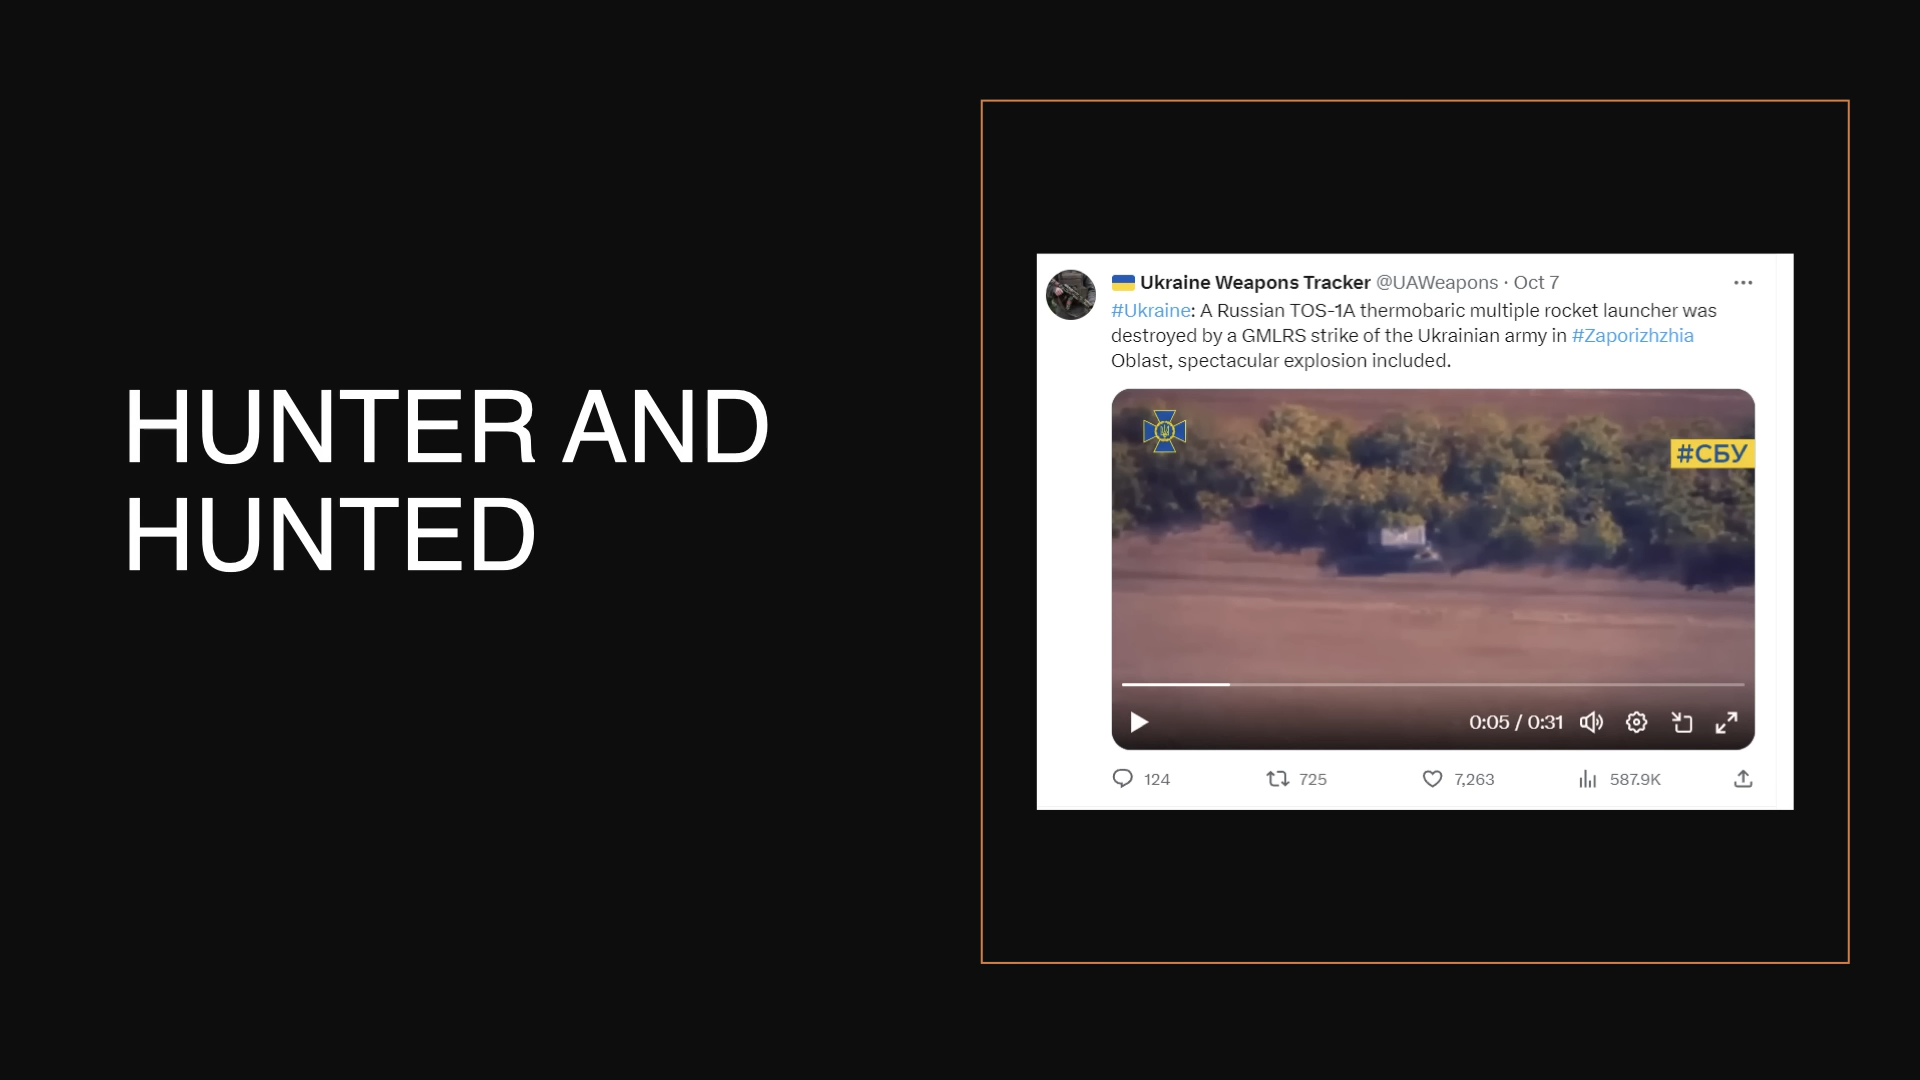 HUNTER AND
HUNTED
Ukraine Weapons Tracker @UAWeapons · Oct 7
#Ukraine: A Russian TOS-1A thermobaric multiple rocket launcher was
destroyed by a GMLRS strike of the Ukrainian army in #Zaporizhzhia
Oblast, spectacular explosion included.
#СБУ
0:05 / 0:31
124 725 7,263 587.9K